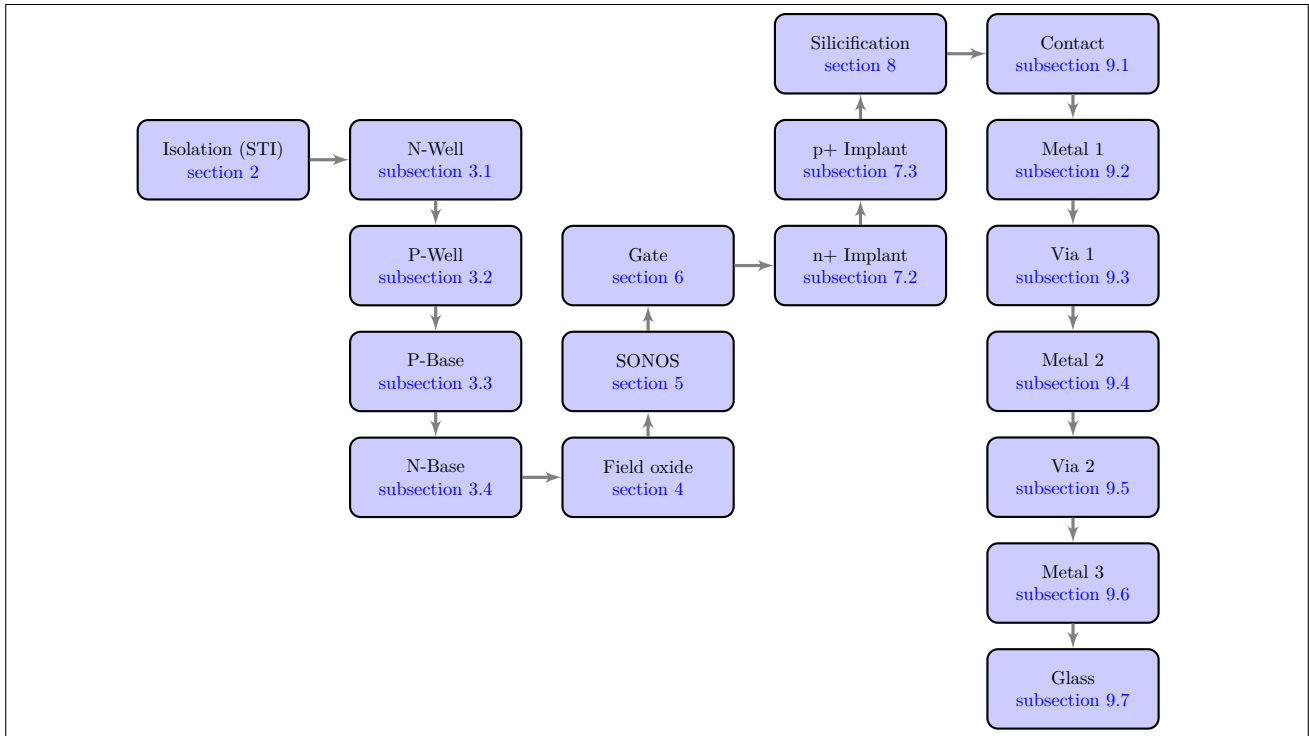 Isolation (STI)
section 2
N-Well
subsection 3.1
P-Well
subsection 3.2
P-Base
subsection 3.3
N-Base
subsection 3.4
Field oxide
section 4
SONOS
section 5
Gate
section 6
n+ Implant
subsection 7.2
p+ Implant
subsection 7.3
Silicification
section 8
Contact
subsection 9.1
Metal 1
subsection 9.2
Via 1
subsection 9.3
Metal 2
subsection 9.4
Via 2
subsection 9.5
Metal 3
subsection 9.6
Glass
subsection 9.7